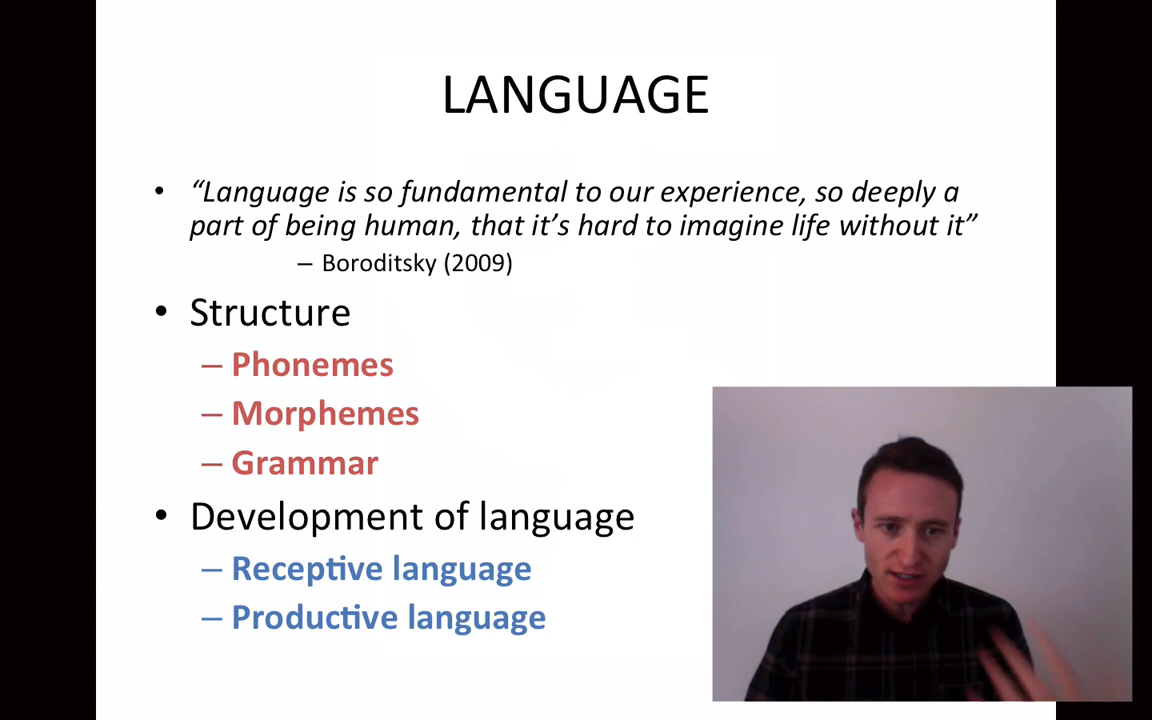 LANGUAGE
• “Language is so fundamental to our experience, so deeply a
part of being human, that it’s hard to imagine life without it”
– Boroditsky (2009)
• Structure
– Phonemes
– Morphemes
– Grammar
• Development of language
– Receptive language
– Productive language